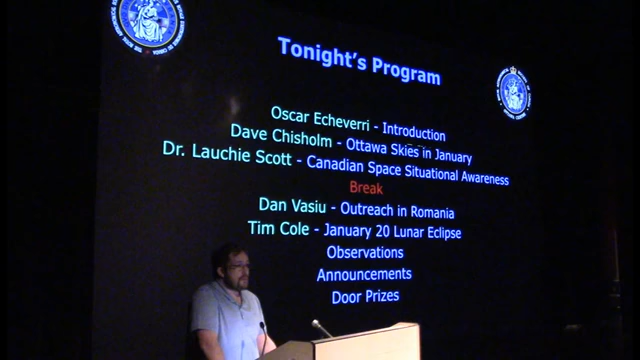 Tonight's Program
Oscar Echeverri - Introduction
Dave Chisholm - Ottawa Skies in January
Dr. Lauchie Scott - Canadian Space Situational Awareness
Break
Dan Vasiu - Outreach in Romania
Tim Cole - January 20 Lunar Eclipse
Observations
Announcements
Door Prizes